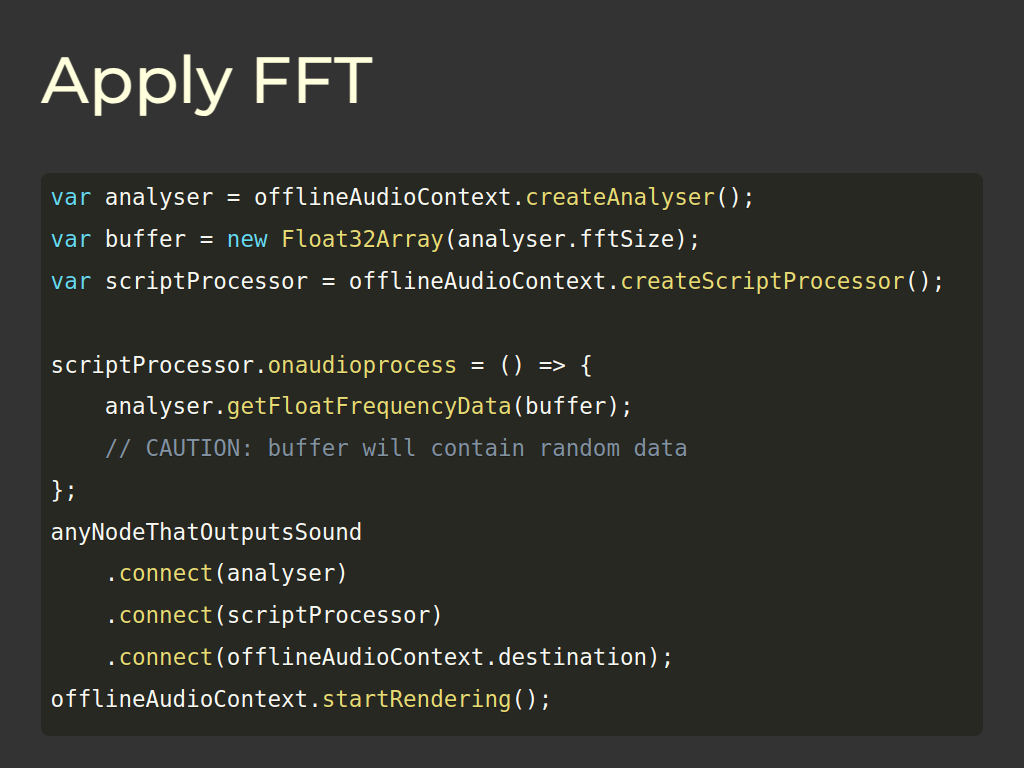 Apply FFT
var analyser = offlineAudioContext.createAnalyser();
var buffer = new Float32Array(analyser.fftSize);
var scriptProcessor = offlineAudioContext.createScriptProcessor();
scriptProcessor.onaudioprocess = () => {
    analyser.getFloatFrequencyData(buffer);
    // CAUTION: buffer will contain random data
};
anyNodeThatOutputsSound
    .connect(analyser)
    .connect(scriptProcessor)
    .connect(offlineAudioContext.destination);
offlineAudioContext.startRendering();